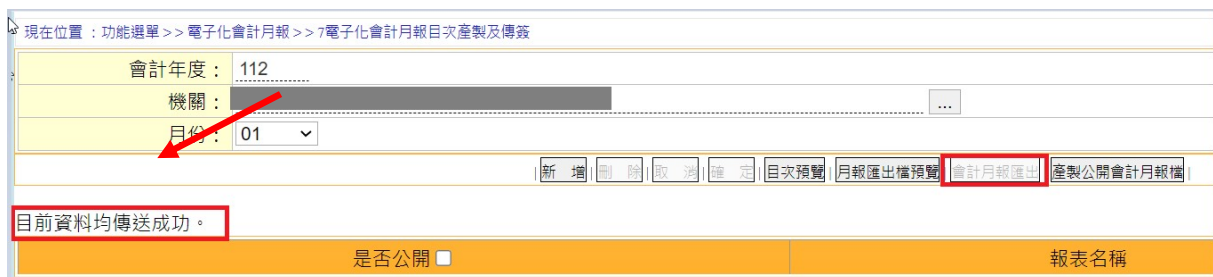 現在位置 ：功能選單>> 電子化會計月報>> 7電子化會計月報目次產製及傳簽
會計年度： 112
機關： ...
月份： 01
|新 增|刪 除|取 消|確 定|目次預覽|月報匯出檔預覽|會計月報匯出|產製公開會計月報檔|
目前資料均傳送成功。
是否公開 報表名稱